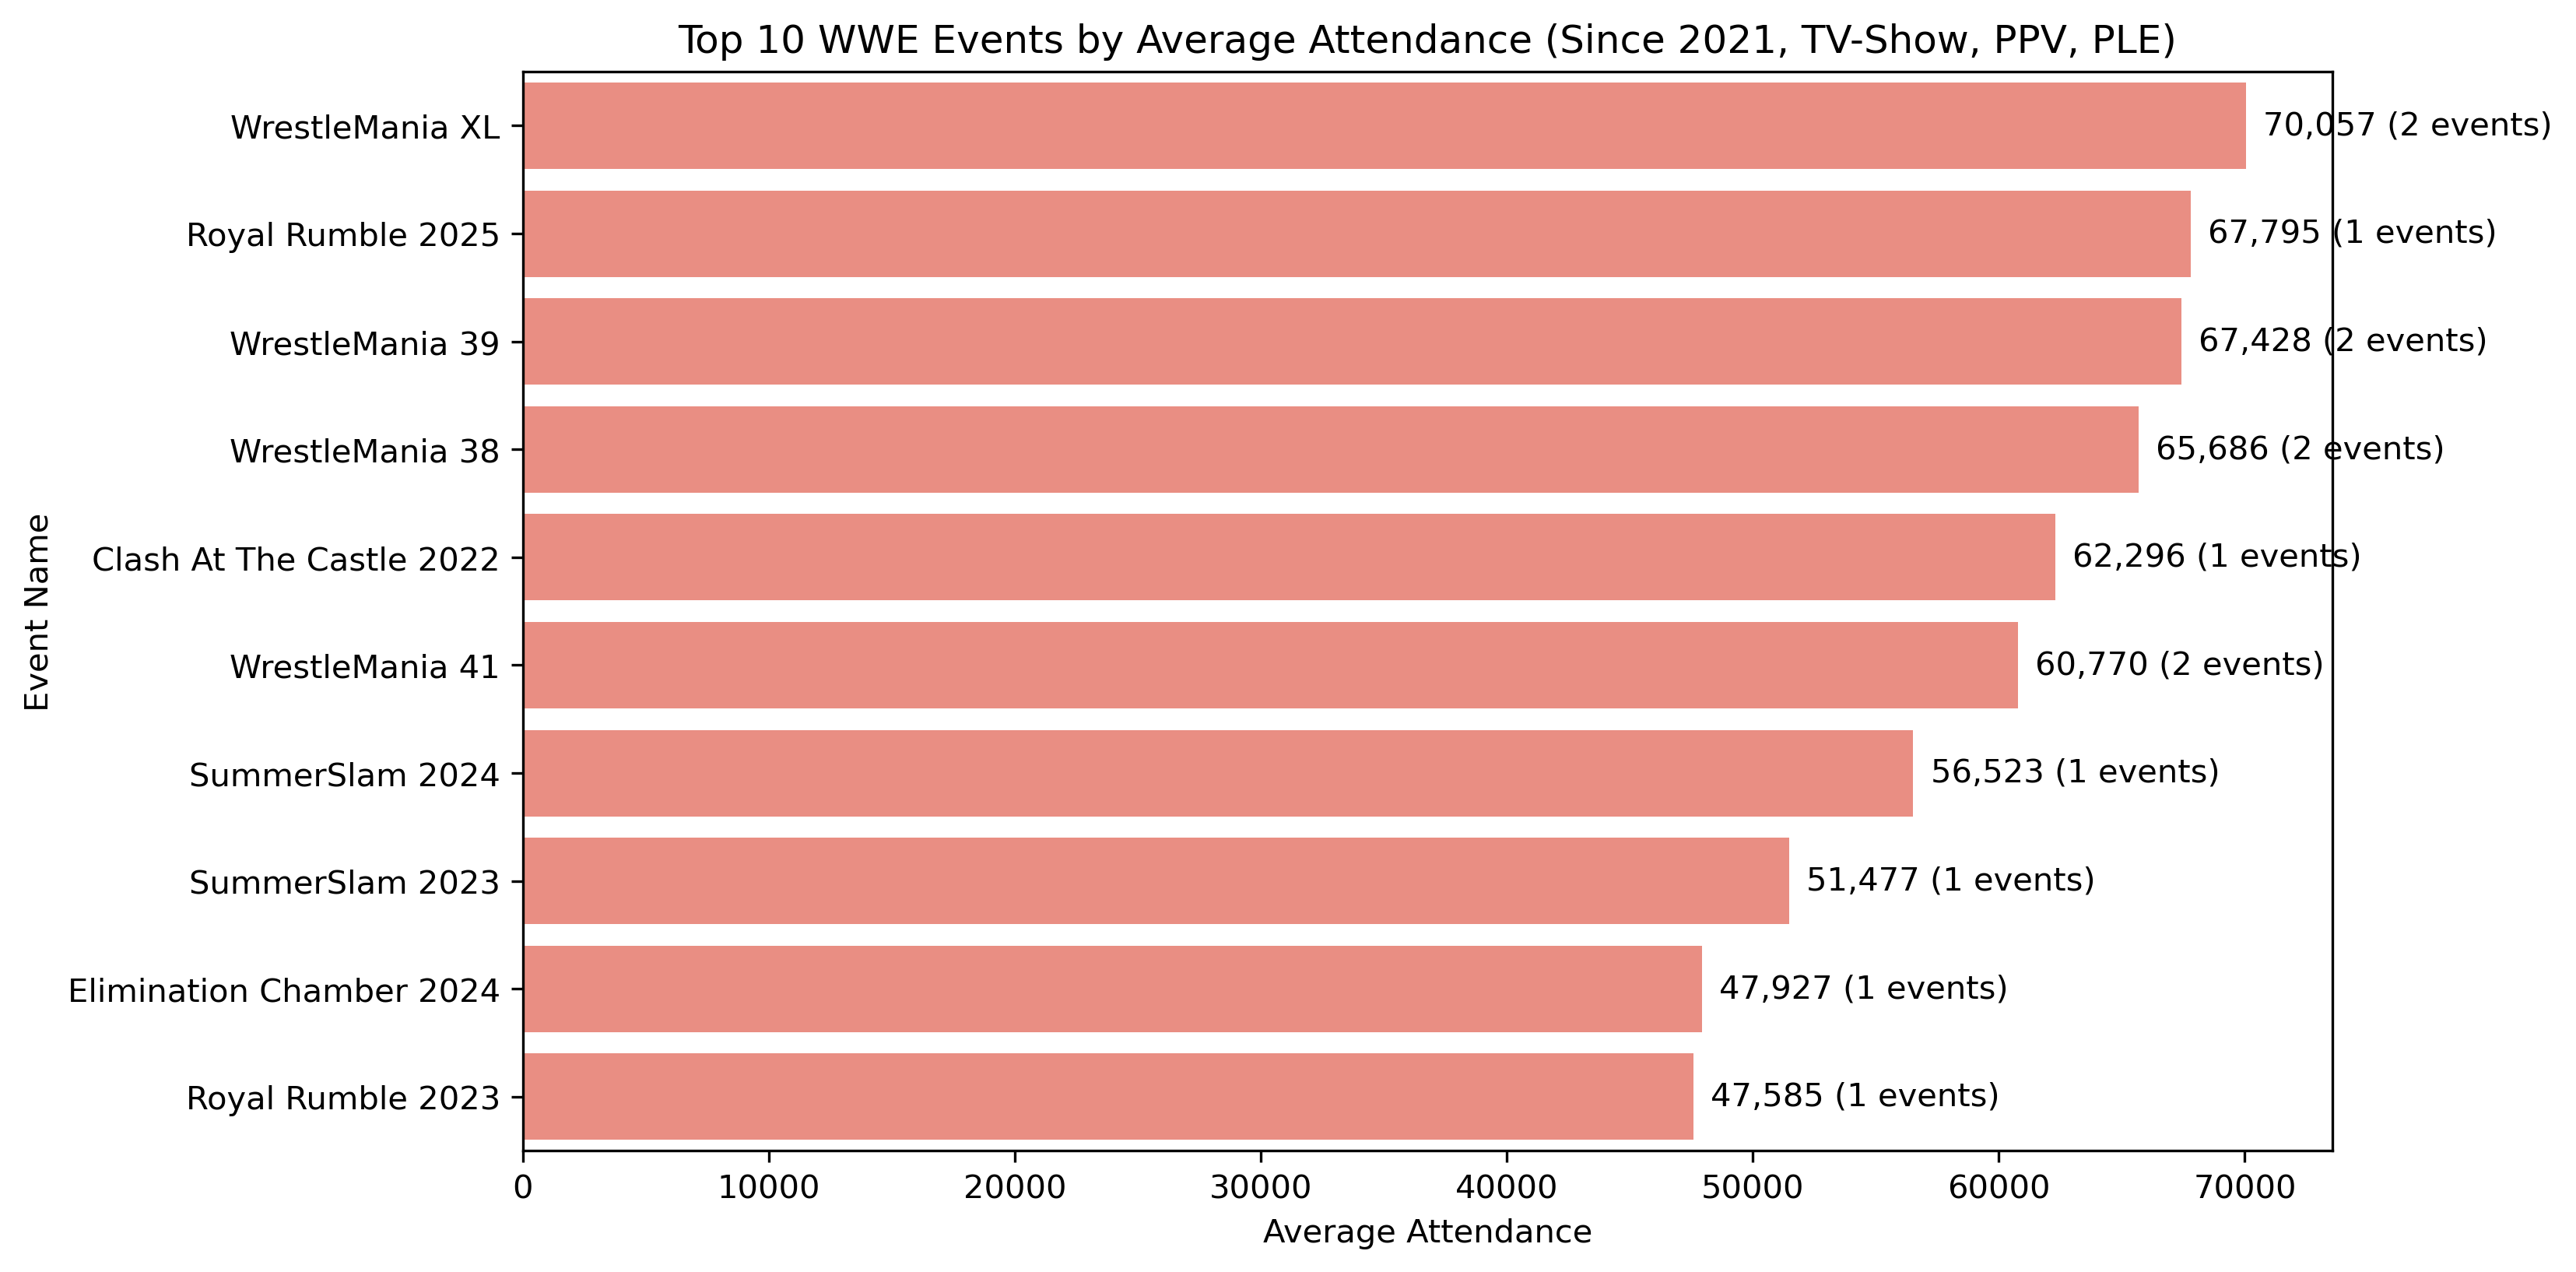 Top 10 WWE Events by Average Attendance (Since 2021, TV-Show, PPV, PLE)
Event Name
WrestleMania XL 70,057 (2 events)
Royal Rumble 2025 67,795 (1 events)
WrestleMania 39 67,428 (2 events)
WrestleMania 38 65,686 (2 events)
Clash At The Castle 2022 62,296 (1 events)
WrestleMania 41 60,770 (2 events)
SummerSlam 2024 56,523 (1 events)
SummerSlam 2023 51,477 (1 events)
Elimination Chamber 2024 47,927 (1 events)
Royal Rumble 2023 47,585 (1 events)
0 10000 20000 30000 40000 50000 60000 70000
Average Attendance